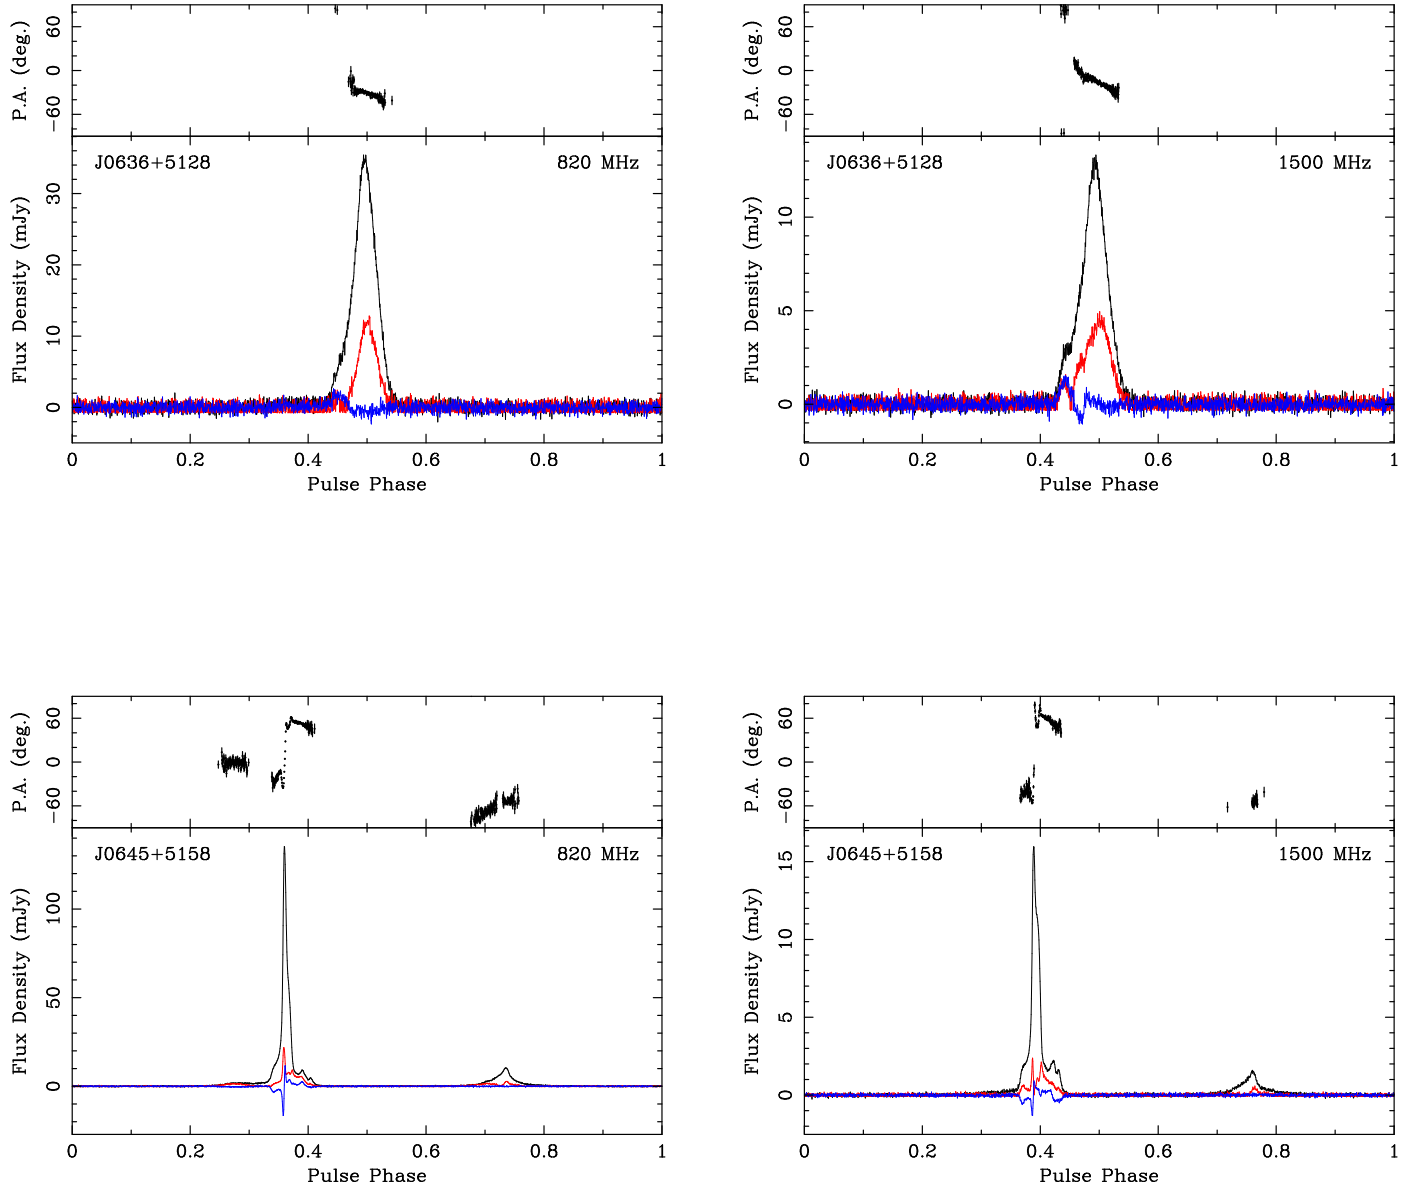 P.A. (deg.)
60
0
−60
J0636+5128
820 MHz
Flux Density (mJy)
30
20
10
0
0 0.2 0.4 0.6 0.8 1
Pulse Phase
P.A. (deg.)
60
0
−60
J0636+5128
1500 MHz
Flux Density (mJy)
10
5
0
0 0.2 0.4 0.6 0.8 1
Pulse Phase
P.A. (deg.)
60
0
−60
J0645+5158
820 MHz
Flux Density (mJy)
100
50
0
0 0.2 0.4 0.6 0.8 1
Pulse Phase
P.A. (deg.)
60
0
−60
J0645+5158
1500 MHz
Flux Density (mJy)
15
10
5
0
0 0.2 0.4 0.6 0.8 1
Pulse Phase